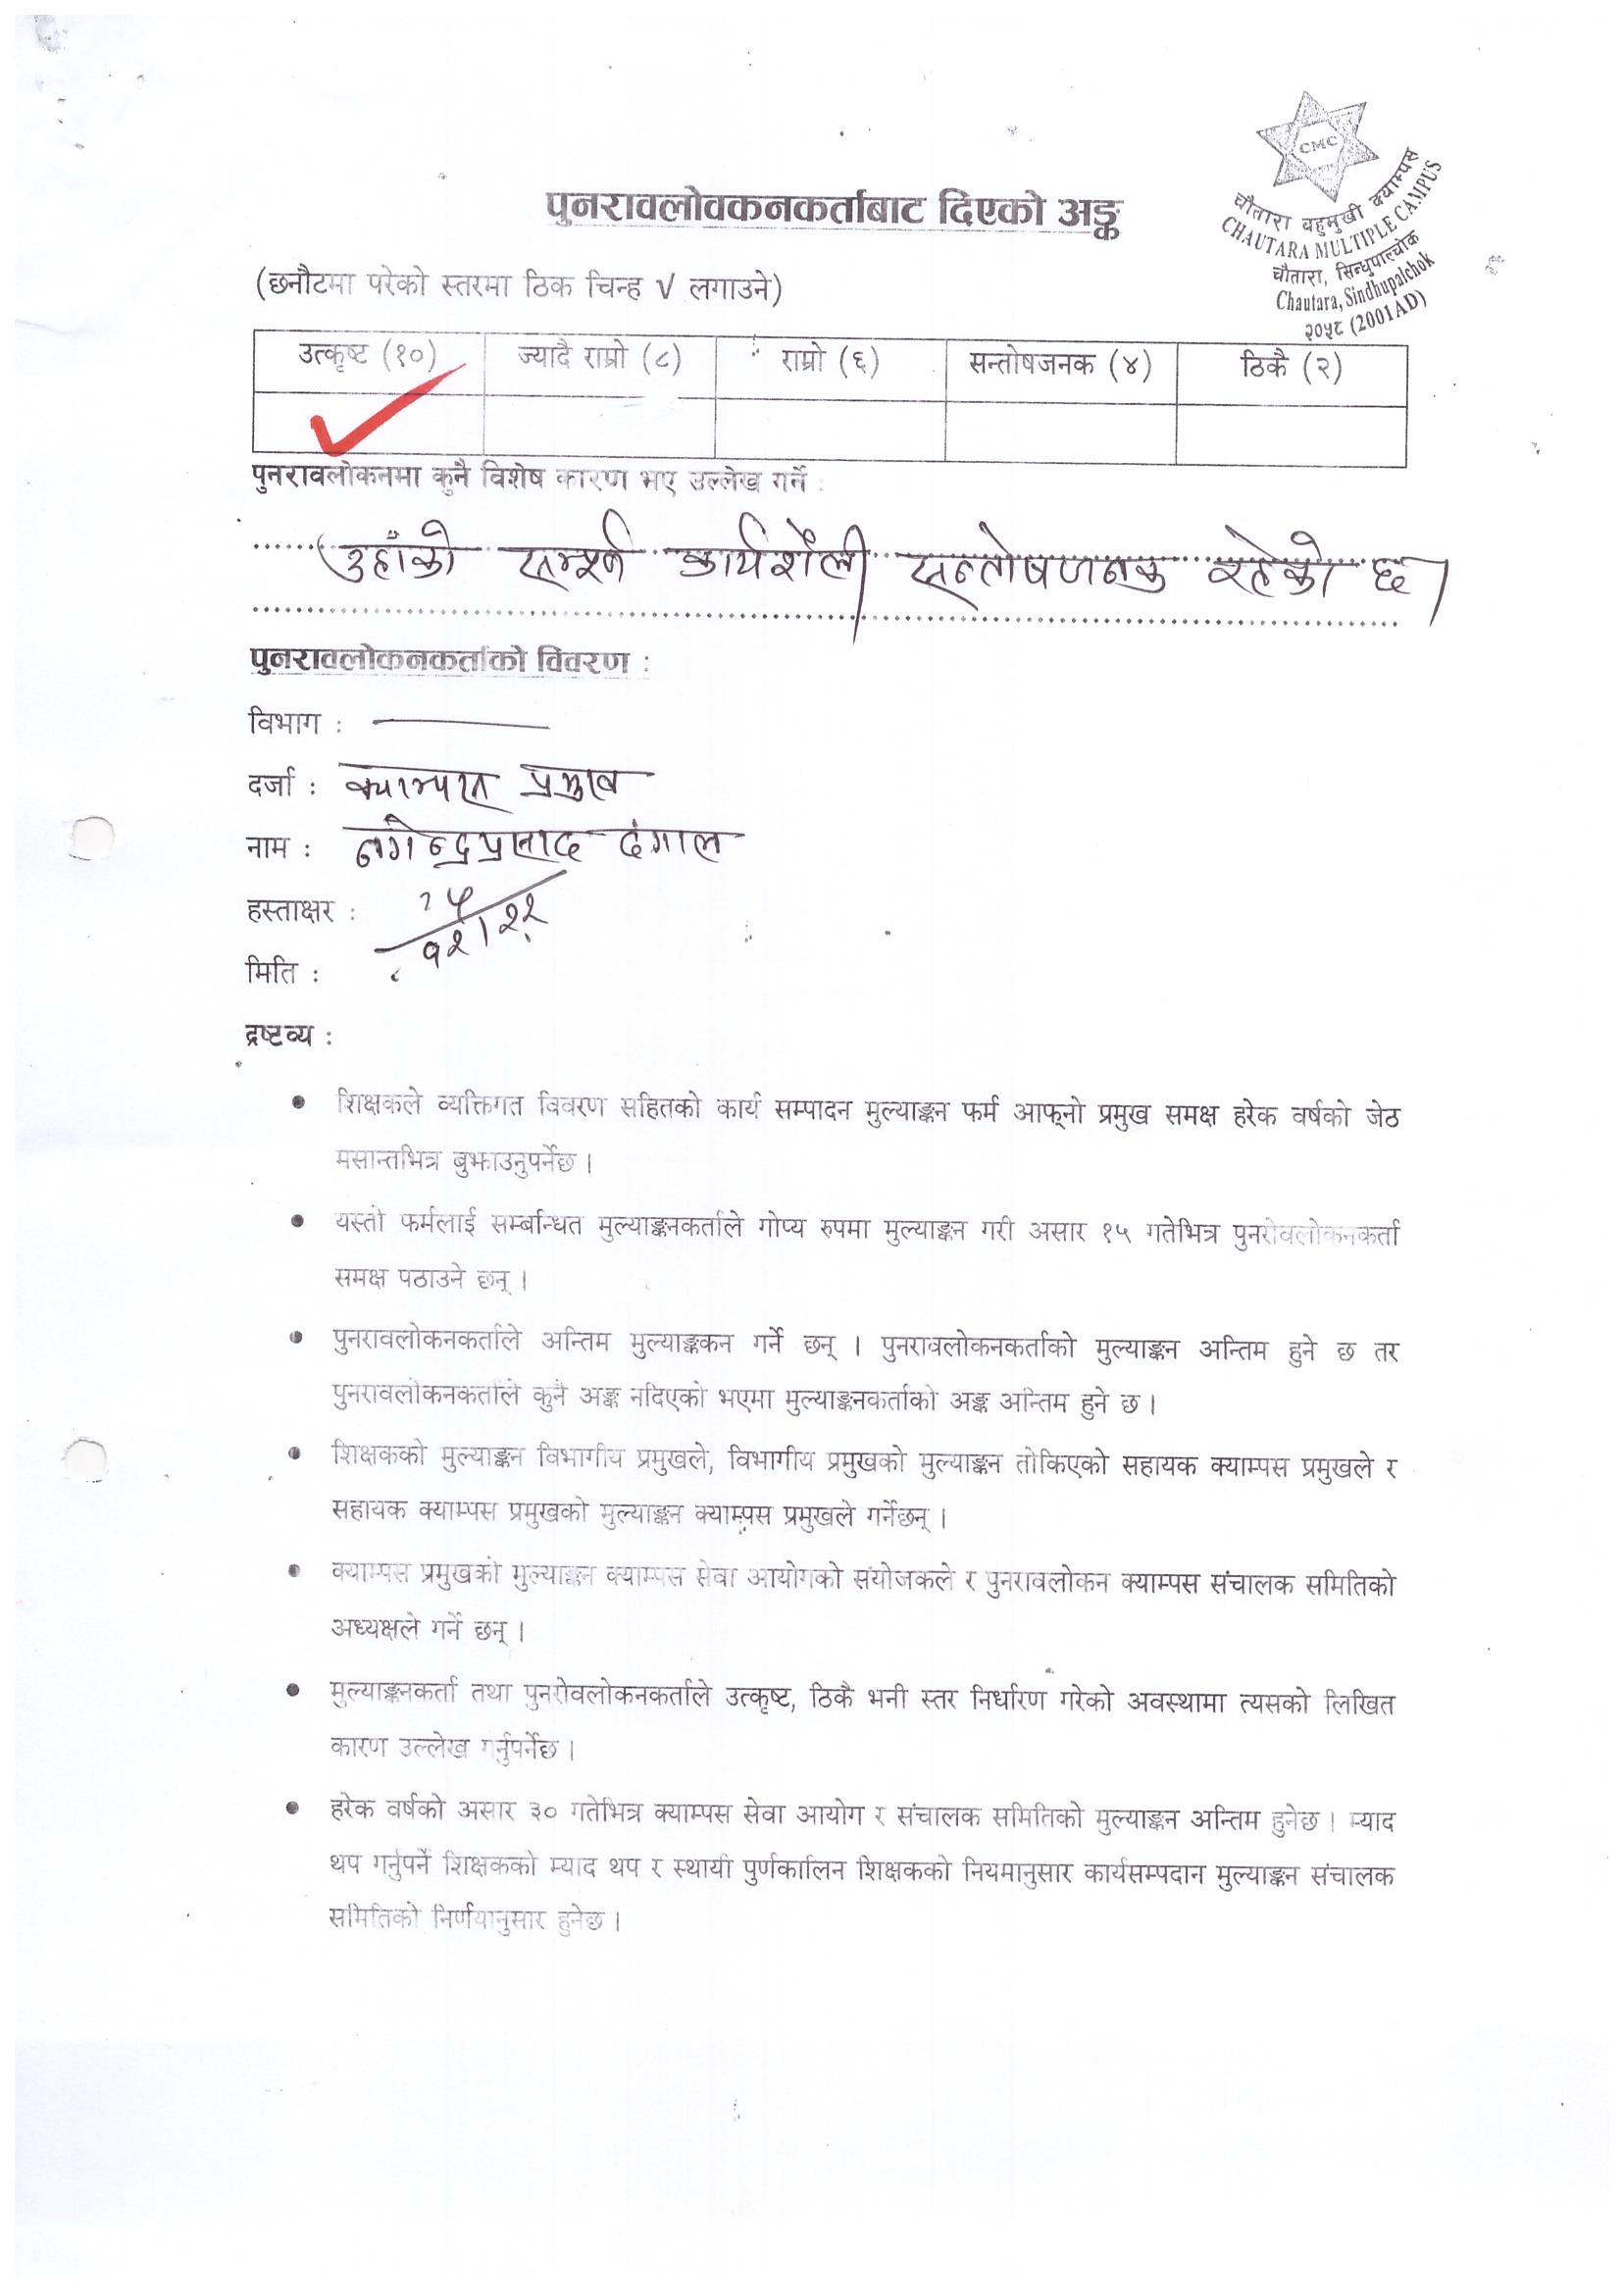 CMC
चौतारा बहुमुखी क्याम्पस
CHAUTARA MULTIPLE CAMPUS
चौतारा, सिन्धुपाल्चोक
Chautara, Sindhupalchok
२०५८ (2001AD)
पुनरावलोवकनकर्ताबाट दिएको अङ्क
(छनौटमा परेको स्तरमा ठिक चिन्ह √ लगाउने)
उत्कृष्ट (१०) ज्यादै राम्रो (८) राम्रो (६) सन्तोषजनक (४) ठिकै (२)
पुनरावलोकनमा कुनै विशेष कारण भए उल्लेख गर्ने :
उहाँको सम्पूर्ण कार्यशैली सन्तोषजनक रहेको छ।
पुनरावलोकनकर्ताको विवरण :
विभाग :
दर्जा : क्याम्पस प्रमुख
नाम : नगेन्द्रप्रसाद दंगाल
हस्ताक्षर :
मिति :
द्रष्टव्य :
• शिक्षकले व्यक्तिगत विवरण सहितको कार्य सम्पादन मुल्याङ्कन फर्म आफ्‌नो प्रमुख समक्ष हरेक वर्षको जेठ
मसान्तभित्र बुझाउनुपर्नेछ ।
• यस्तो फर्मलाई सम्बन्धित मुल्याङ्कनकर्ताले गोप्य रुपमा मुल्याङ्कन गरी असार १५ गतेभित्र पुनरोवलोकनकर्ता
समक्ष पठाउने छन् ।
• पुनरावलोकनकर्ताले अन्तिम मुल्याङ्ककन गर्ने छन् । पुनरावलोकनकर्ताको मुल्याङ्कन अन्तिम हुने छ तर
पुनरावलोकनकर्ताले कुनै अङ्क नदिएको भएमा मुल्याङ्कनकर्ताको अङ्क अन्तिम हुने छ ।
• शिक्षकको मुल्याङ्कन विभागीय प्रमुखले, विभागीय प्रमुखको मुल्याङ्कन तोकिएको सहायक क्याम्पस प्रमुखले र
सहायक क्याम्पस प्रमुखको मुल्याङ्कन क्याम्पस प्रमुखले गर्नेछन् ।
• क्याम्पस प्रमुखको मुल्याङ्कन क्याम्पस सेवा आयोगको संयोजकले र पुनरावलोकन क्याम्पस संचालक समितिको
अध्यक्षले गर्ने छन् ।
• मुल्याङ्कनकर्ता तथा पुनरोवलोकनकर्ताले उत्कृष्ट, ठिकै भनी स्तर निर्धारण गरेको अवस्थामा त्यसको लिखित
कारण उल्लेख गर्नुपर्नेछ ।
• हरेक वर्षको असार ३० गतेभित्र क्याम्पस सेवा आयोग र संचालक समितिको मुल्याङ्कन अन्तिम हुनेछ । म्याद
थप गर्नुपर्ने शिक्षकको म्याद थप र स्थायी पुर्णकालिन शिक्षकको नियमानुसार कार्यसम्पदान मुल्याङ्कन संचालक
समितिको निर्णयानुसार हुनेछ ।